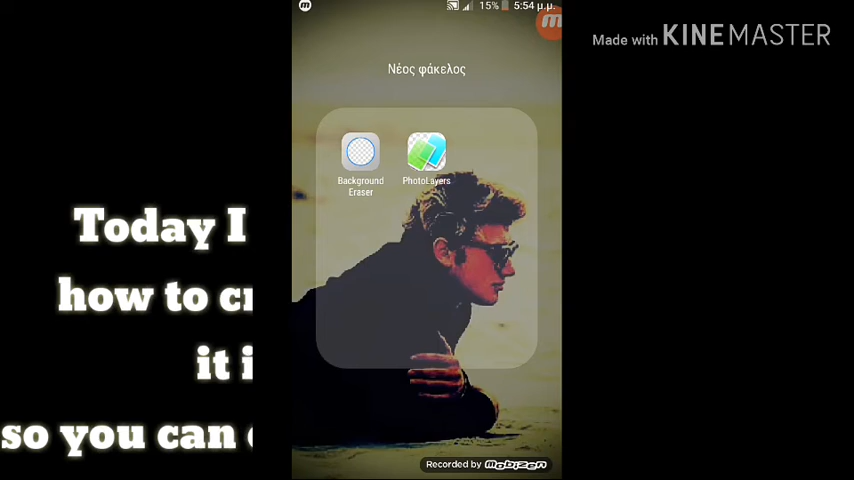 15% 5:54 μ.μ.
Made with KINEMASTER
Νέος φάκελος
Background
Eraser
PhotoLayers
Today I
how to
it
so you can
Recorded by mobizen